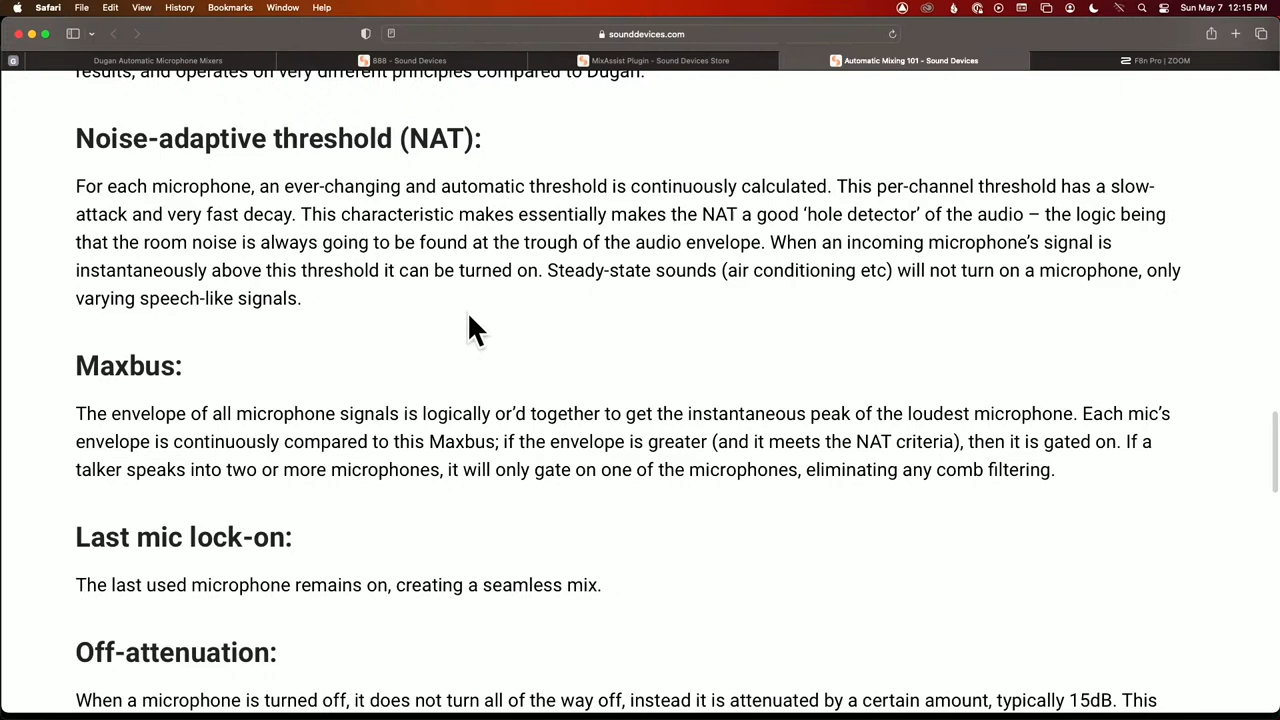 Safari File Edit View History Bookmarks Window Help Sun May 7 12:15 PM
sounddevices.com
G Dugan Automatic Microphone Mixers 888 - Sound Devices MixAssist Plugin - Sound Devices Store Automatic Mixing 101 - Sound Devices F8n Pro | ZOOM
results, and operates on very different principles compared to Dugan.
Noise-adaptive threshold (NAT):
For each microphone, an ever-changing and automatic threshold is continuously calculated. This per-channel threshold has a slow-
attack and very fast decay. This characteristic makes essentially makes the NAT a good ‘hole detector’ of the audio – the logic being
that the room noise is always going to be found at the trough of the audio envelope. When an incoming microphone’s signal is
instantaneously above this threshold it can be turned on. Steady-state sounds (air conditioning etc) will not turn on a microphone, only
varying speech-like signals.
Maxbus:
The envelope of all microphone signals is logically or’d together to get the instantaneous peak of the loudest microphone. Each mic’s
envelope is continuously compared to this Maxbus; if the envelope is greater (and it meets the NAT criteria), then it is gated on. If a
talker speaks into two or more microphones, it will only gate on one of the microphones, eliminating any comb filtering.
Last mic lock-on:
The last used microphone remains on, creating a seamless mix.
Off-attenuation:
When a microphone is turned off, it does not turn all of the way off, instead it is attenuated by a certain amount, typically 15dB. This